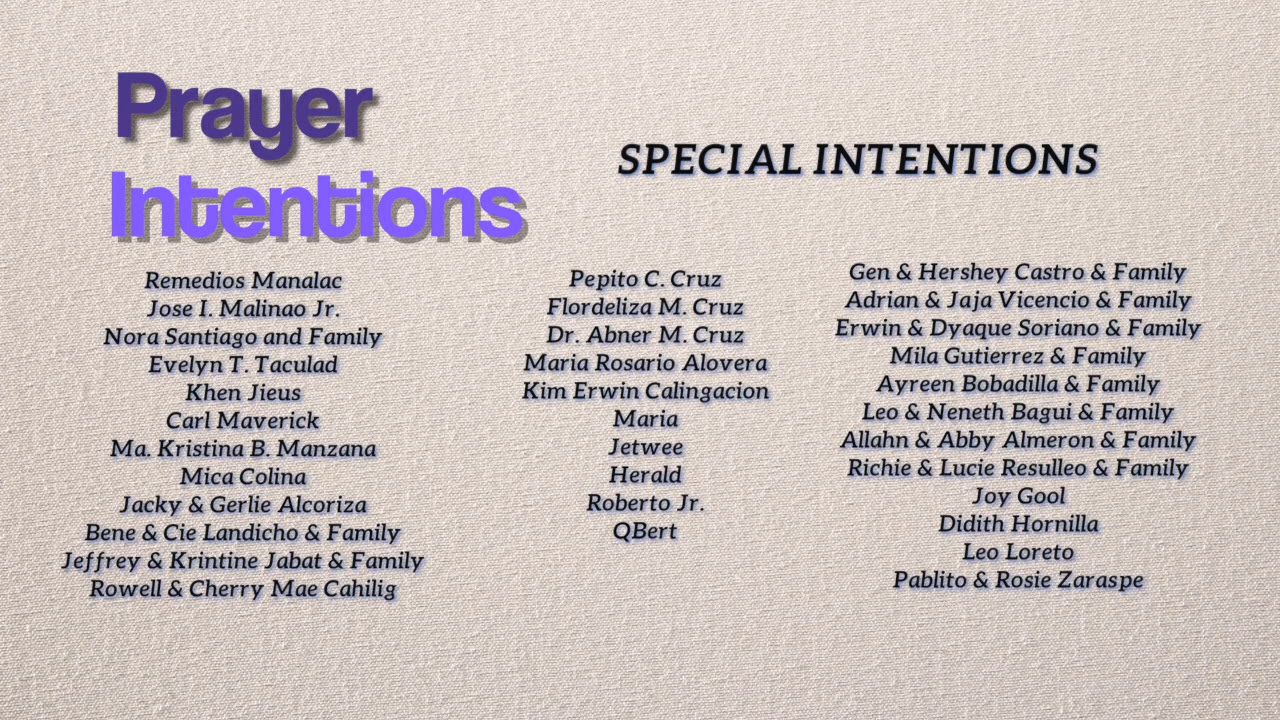 Prayer
Intentions
SPECIAL INTENTIONS
Remedios Manalac
Jose I. Malinao Jr.
Nora Santiago and Family
Evelyn T. Taculad
Khen Jieus
Carl Maverick
Ma. Kristina B. Manzana
Mica Colina
Jacky & Gerlie Alcoriza
Bene & Cie Landicho & Family
Jeffrey & Krintine Jabat & Family
Rowell & Cherry Mae Cahilig
Pepito C. Cruz
Flordeliza M. Cruz
Dr. Abner M. Cruz
Maria Rosario Alovera
Kim Erwin Calingacion
Maria
Jetwee
Herald
Roberto Jr.
QBert
Gen & Hershey Castro & Family
Adrian & Jaja Vicencio & Family
Erwin & Dyaque Soriano & Family
Mila Gutierrez & Family
Ayreen Bobadilla & Family
Leo & Neneth Bagui & Family
Allahn & Abby Almeron & Family
Richie & Lucie Resulleo & Family
Joy Gool
Didith Hornilla
Leo Loreto
Pablito & Rosie Zaraspe